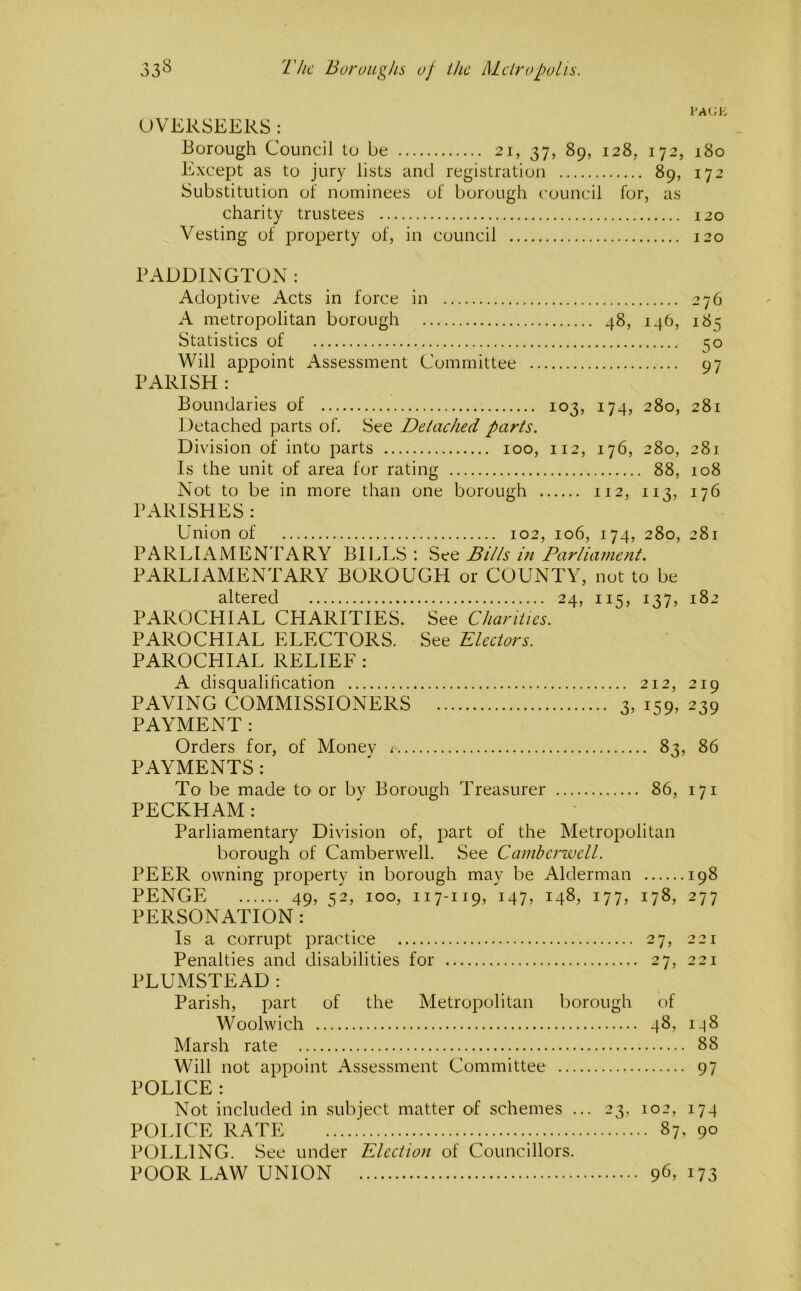 338 The Boroughs of the Metropolis.
PAGE
OVERSEERS:
Borough Council to be ............ 21, 37, 89, 128, 172, 180
Except as to jury lists and registration ............ 89, 172
Substitution of nominees of borough council for, as
charity trustees ............ 120
Vesting of property of, in council ............ 120
PADDINGTON:
Adoptive Acts in force in ............ 276
A metropolitan borough ............ 48, 146, 185
Statistics of ............ 50
Will appoint Assessment Committee ............ 97
PARISH:
Boundaries of ............ 103, 174, 280, 281
Detached parts of. See Detached parts.
Division of into parts ............ 100, 112, 176, 280, 281
Is the unit of area for rating ............ 88, 108
Not to be in more than one borough ...... 112, 113, 176
PARISHES:
Union of ............ 102, 106, 174, 280, 281
PARLIAMENTARY BILLS: See Bills in Parliament.
PARLIAMENTARY BOROUGH or COUNTY, not to be
altered ............ 24, 115, 137, 182
PAROCHIAL CHARITIES. See Charities.
PAROCHIAL ELECTORS. See Electors.
PAROCHIAL RELIEF:
A disqualification ............ 212, 219
PAVING COMMISSIONERS ............ 3, 159, 239
PAYMENT:
Orders for, of Money ............ 83, 86
PAYMENTS:
To be made to or by Borough Treasurer ............ 86, 171
PECKHAM:
Parliamentary Division of, part of the Metropolitan
borough of Camberwell. See Camberwell.
PEER owning property in borough may be Alderman ......198
PENGE ...... 49, 52, 100, 117-119, 147, 148, 177, 178, 277
PERSONATION:
Is a corrupt practice ............ 27, 221
Penalties and disabilities for ............ 27, 221
PLUMSTEAD:
Parish, part of the Metropolitan borough of
Woolwich ............ 48, 148
Marsh rate ............ 88
Will not appoint Assessment Committee ............ 97
POLICE:
Not included in subject matter of schemes ... 23, 102, 174
POLICE RATE ............ 87, 90
POLLING. See under Election of Councillors.
POOR LAW UNION ............ 96, 173